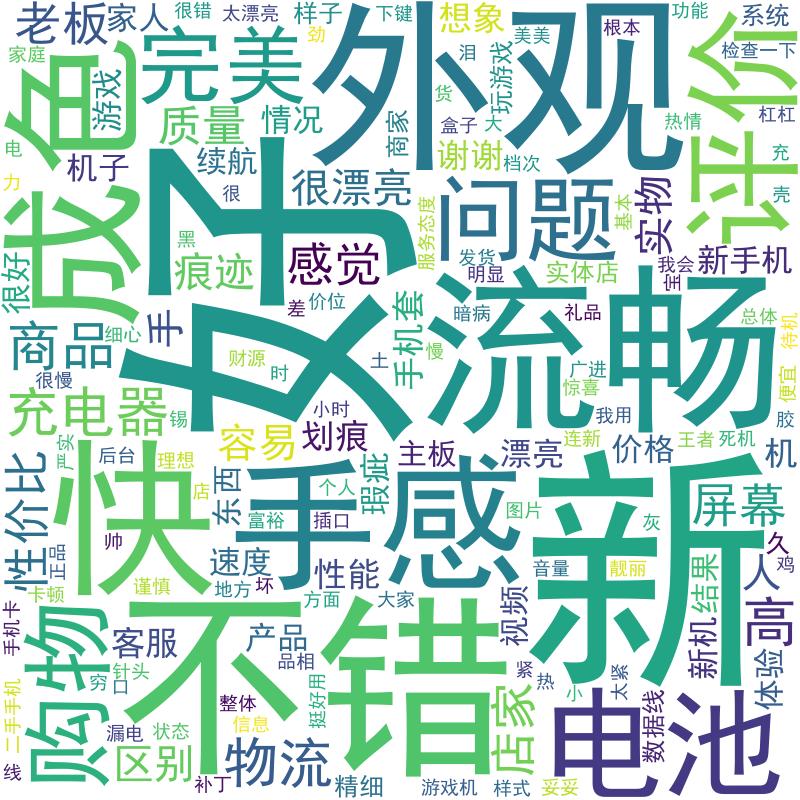 老板
家人
很错
太漂亮
样子
下键
想象
功能
系统
家庭
劲
外观
美美
根本
检查一下
色
游戏
完美
泪
玩游戏
评价
电
质量
情况
商家
货
盒子
大
热情
杠杠
力
机子
续航
很
很漂亮
谢谢
档次
充
壳
成
好
问题
服务态度
基本
实物
黑
痕迹
感觉
发货
明显
实体店
我会
宝
新手机
很好
手
差
价位
手机套
暗病
礼品
总体
待机
商品
细心
财源
时
土
慢
流畅
广进
惊喜
便宜
很慢
充电器
锡
小时
我用
胶
容易
划痕
主板
漂亮
连新
价格
王者
死机
机
性价比
严实
后台
理想
店
东西
个人
瑕疵
快
手感
新
屏幕
富裕
插口
图片
灰
久
正品
帅
速度
性能
音量
靓丽
鸡
卡顿
谨慎
地方
坏
方面
大家
视频
结果
人
手机卡
购物
客服
不错
产品
品相
新机
高
针头
穷
口
紧
热
小
太紧
体验
整体
挺好用
店家
电池
数据线
二手手机
漏电
状态
信息
线
区别
物流
补丁
精细
游戏机
样式
妥妥